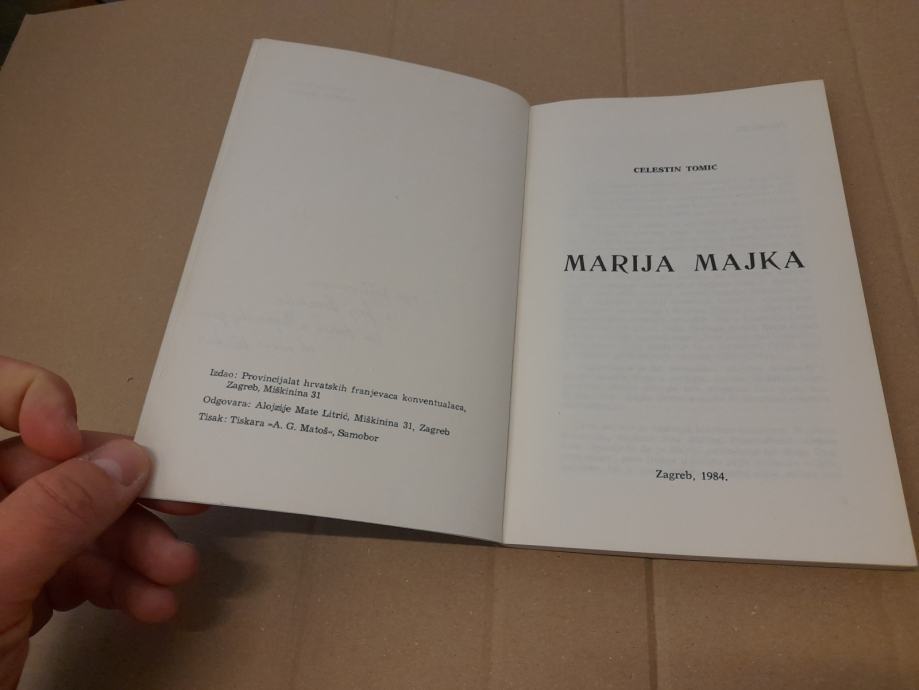 Izdao: Provincijalat hrvatskih franjevaca konventualaca,
Zagreb, Miškinina 31
Odgovara: Alojzije Mate Litrić, Miškinina 31, Zagreb
Tisak: Tiskara »A. G. Matoš«, Samobor
CELESTIN TOMIĆ
MARIJA MAJKA
Zagreb, 1984.